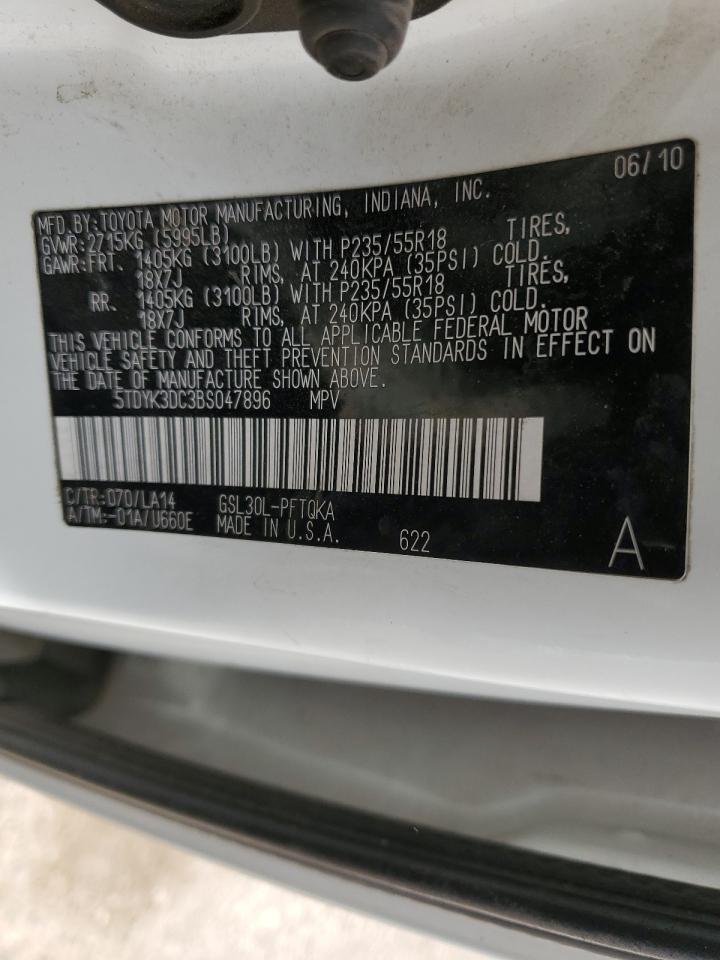 06/10
MFD.BY:TOYOTA MOTOR MANUFACTURING, INDIANA, INC.
GVWR:2715KG (5995LB)
GAWR:FRT. 1405KG (3100LB) WITH P235/55R18 TIRES,
18X7J RIMS, AT 240KPA (35PSI) COLD.
RR. 1405KG (3100LB) WITH P235/55R18 TIRES,
18X7J RIMS, AT 240KPA (35PSI) COLD.
THIS VEHICLE CONFORMS TO ALL APPLICABLE FEDERAL MOTOR
VEHICLE SAFETY AND THEFT PREVENTION STANDARDS IN EFFECT ON
THE DATE OF MANUFACTURE SHOWN ABOVE.
5TDYK3DC3BS047896 MPV
C/TR:070/LA14 GSL30L-PFTQKA
A/TM:-01A/U660E MADE IN U.S.A. 622 A